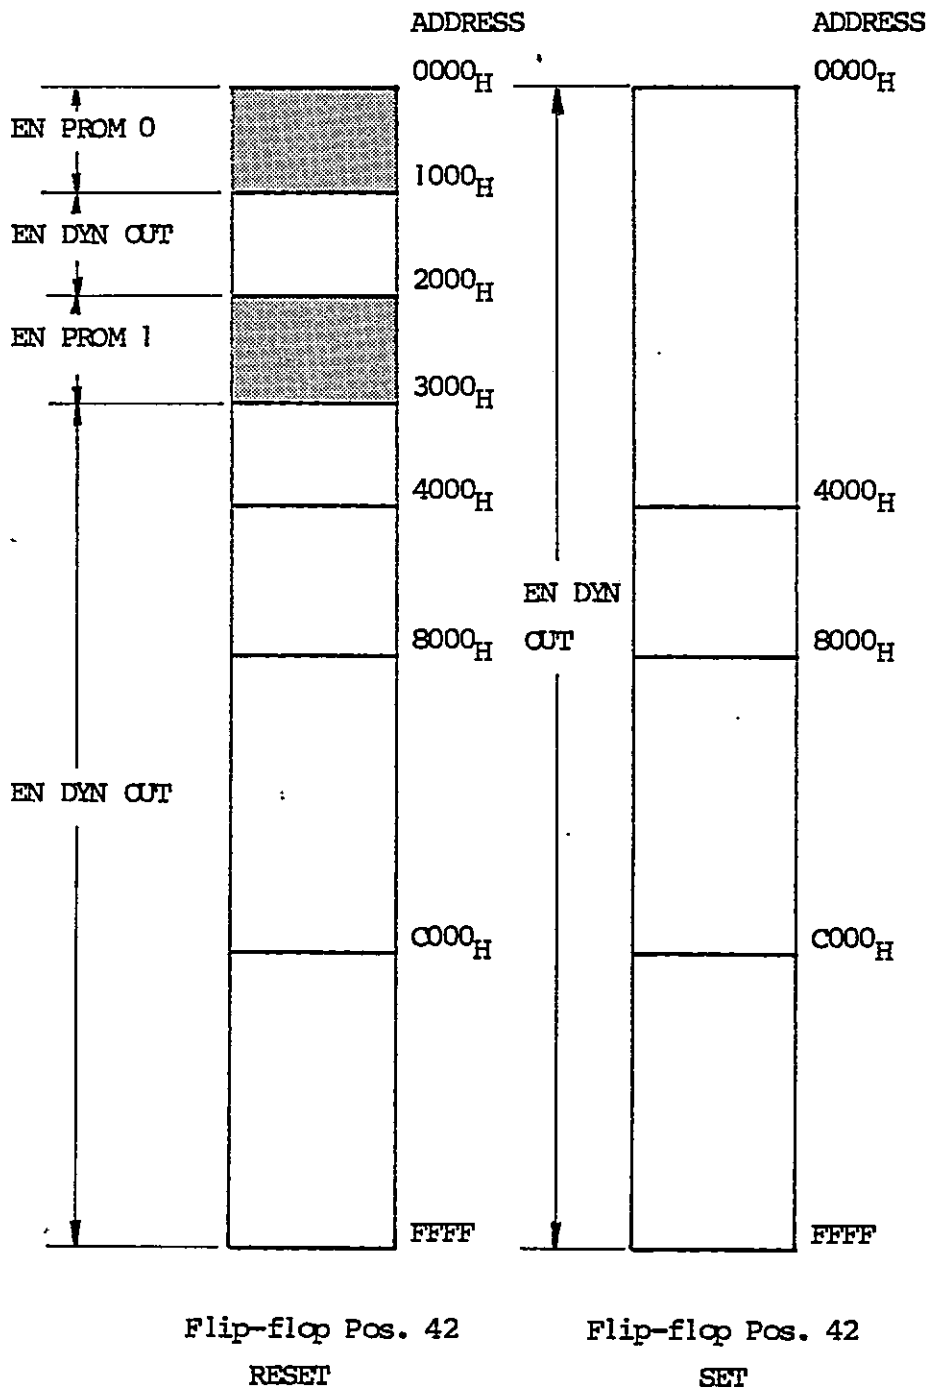 ADDRESS ADDRESS
0000H 0000H
EN PROM 0
1000H
EN DYN OUT
2000H
EN PROM 1
3000H
4000H 4000H
EN DYN
OUT
8000H 8000H
EN DYN OUT
C000H C000H
FFFF FFFF
Flip-flop Pos. 42 Flip-flop Pos. 42
RESET SET